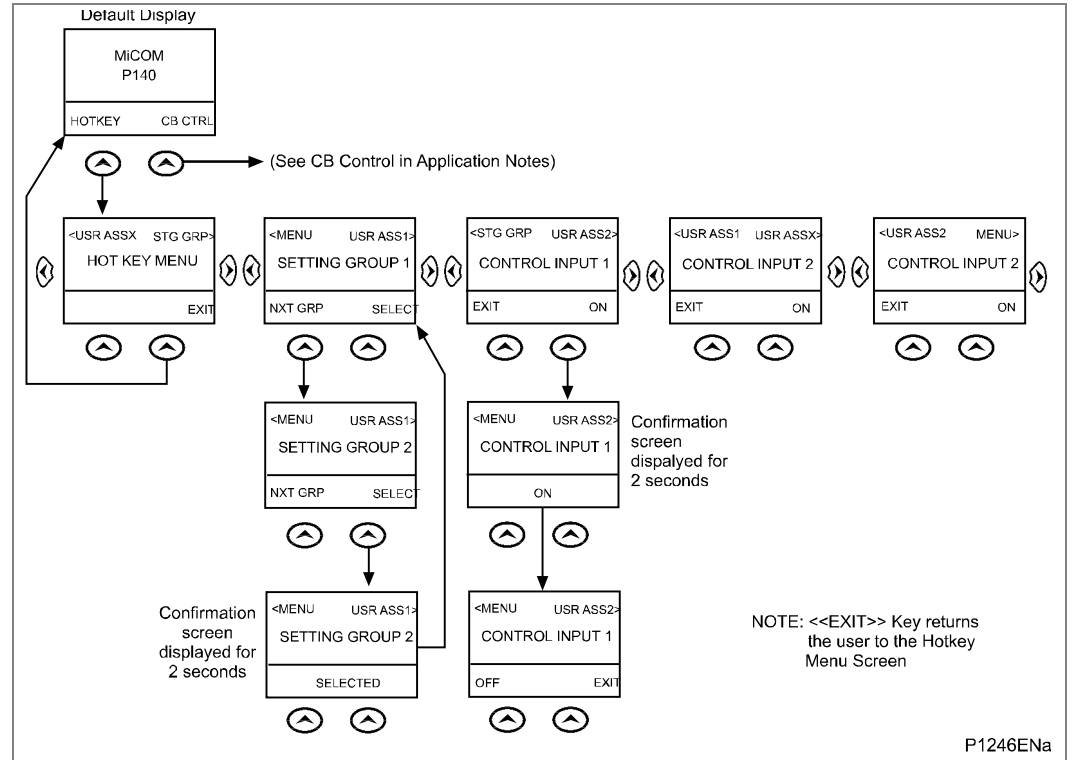 Default Display
MiCOM
P140
HOTKEY CB CTRL
(See CB Control in Application Notes)
<USR ASSX STG GRP>
HOT KEY MENU
EXIT
<MENU USR ASS1>
SETTING GROUP 1
NXT GRP SELECT
<STG GRP USR ASS2>
CONTROL INPUT 1
EXIT ON
<USR ASS1 USR ASSX>
CONTROL INPUT 2
EXIT ON
<USR ASS2 MENU>
CONTROL INPUT 2
EXIT ON
<MENU USR ASS1>
SETTING GROUP 2
NXT GRP SELECT
<MENU USR ASS2>
CONTROL INPUT 1
ON
Confirmation
screen
dispalyed for
2 seconds
Confirmation
screen
displayed for
2 seconds
<MENU USR ASS1>
SETTING GROUP 2
SELECTED
<MENU USR ASS2>
CONTROL INPUT 1
OFF EXIT
NOTE: <<EXIT>> Key returns
the user to the Hotkey
Menu Screen
P1246ENa